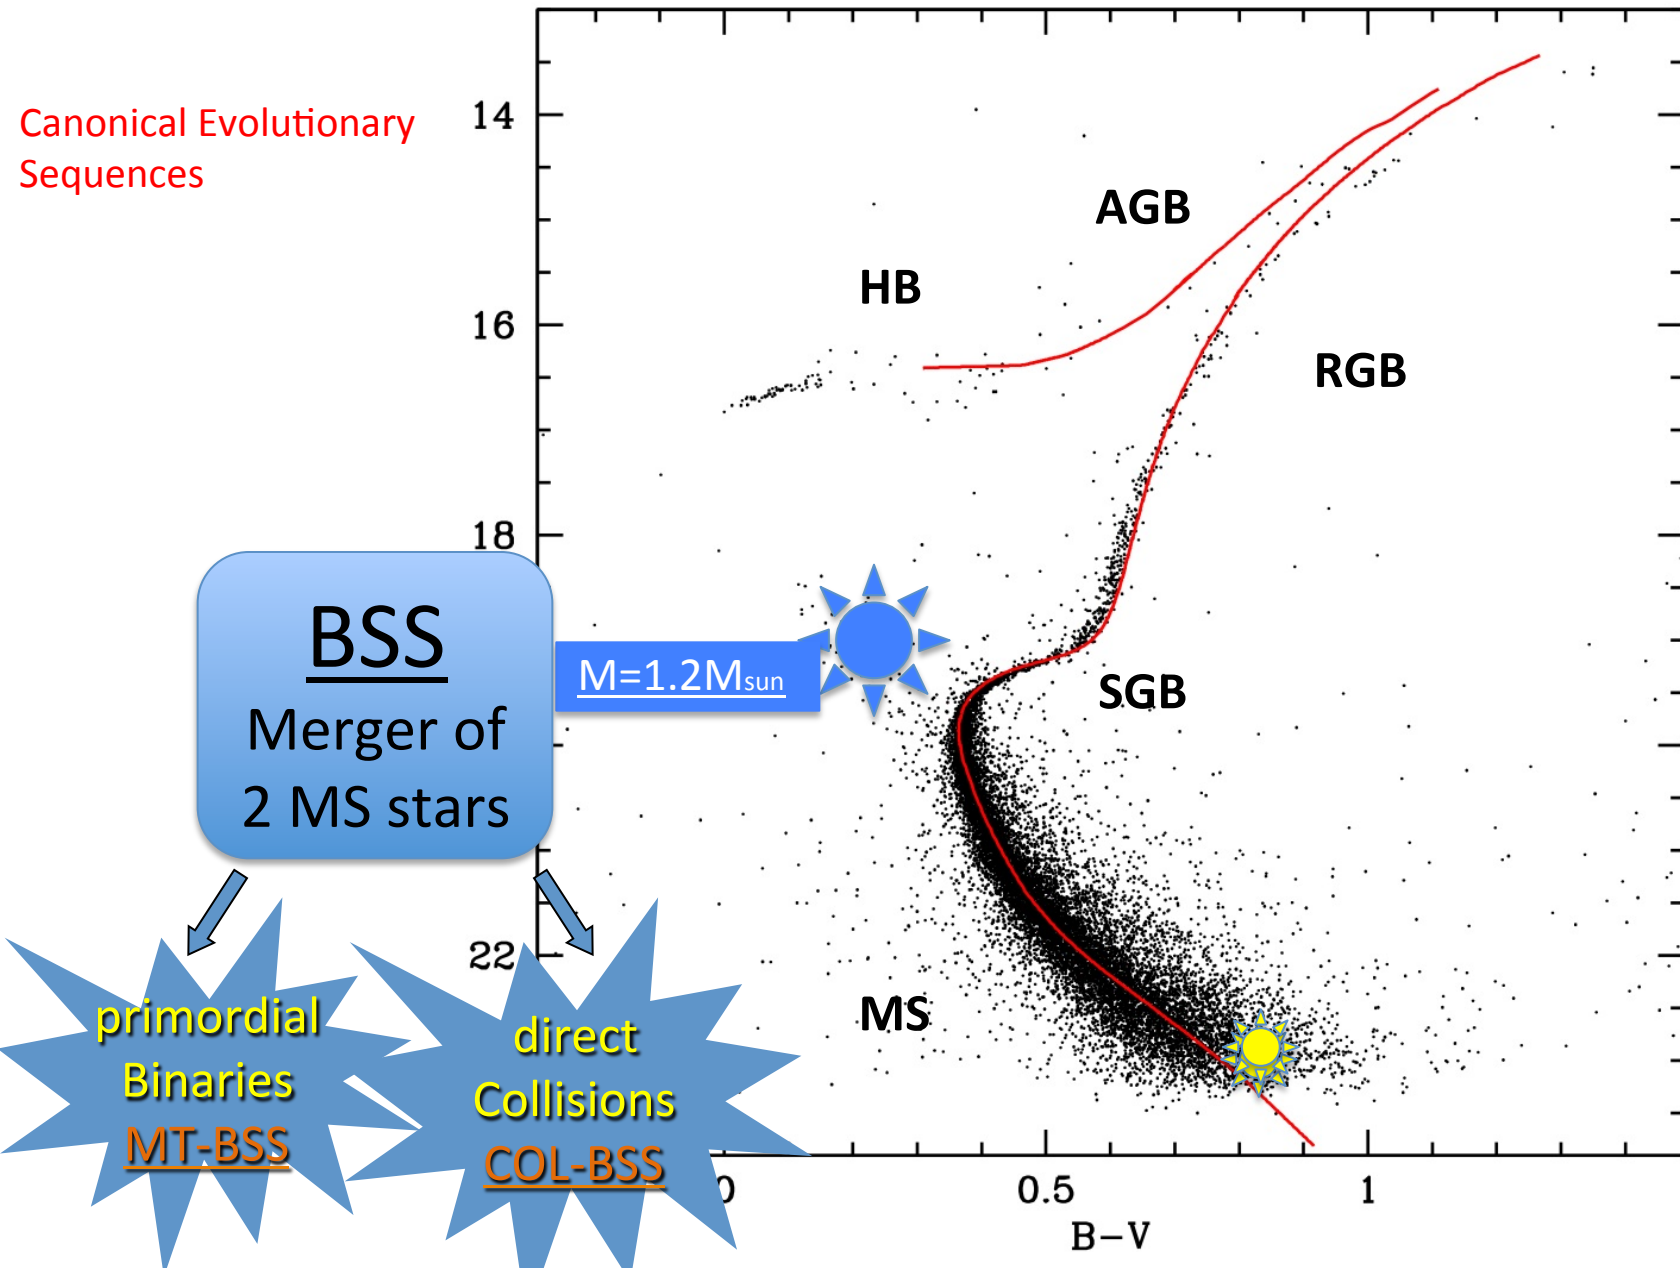 Canonical Evolutionary
Sequences
14
16
18
22
AGB
HB
RGB
SGB
MS
BSS
Merger of
2 MS stars
M=1.2Msun
primordial
Binaries
MT-BSS
direct
Collisions
COL-BSS
0
0.5
1
B-V